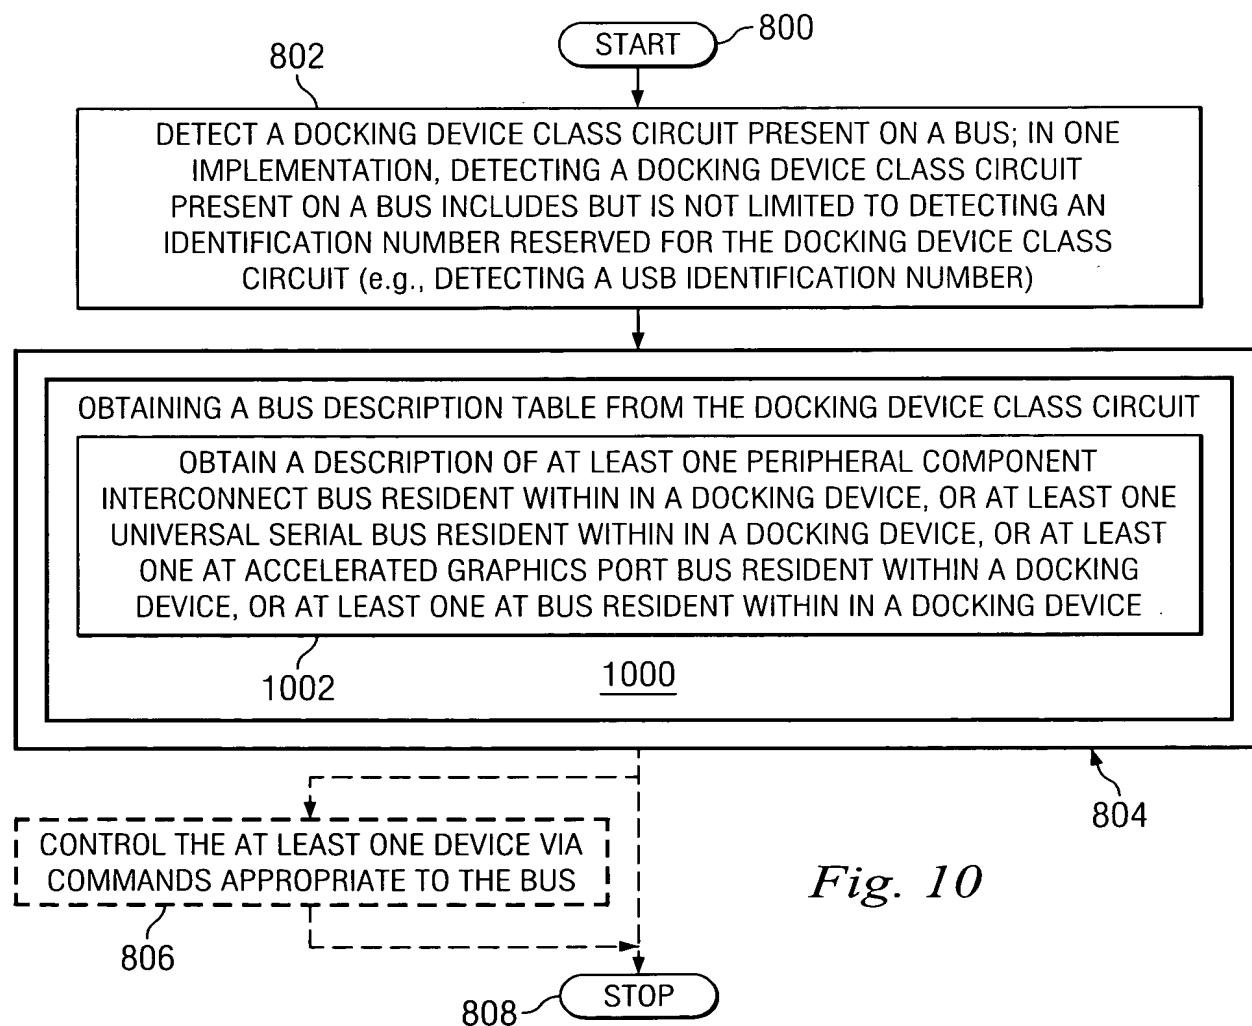 START
800
802
DETECT A DOCKING DEVICE CLASS CIRCUIT PRESENT ON A BUS; IN ONE
IMPLEMENTATION, DETECTING A DOCKING DEVICE CLASS CIRCUIT
PRESENT ON A BUS INCLUDES BUT IS NOT LIMITED TO DETECTING AN
IDENTIFICATION NUMBER RESERVED FOR THE DOCKING DEVICE CLASS
CIRCUIT (e.g., DETECTING A USB IDENTIFICATION NUMBER)
OBTAINING A BUS DESCRIPTION TABLE FROM THE DOCKING DEVICE CLASS CIRCUIT
OBTAIN A DESCRIPTION OF AT LEAST ONE PERIPHERAL COMPONENT
INTERCONNECT BUS RESIDENT WITHIN IN A DOCKING DEVICE, OR AT LEAST ONE
UNIVERSAL SERIAL BUS RESIDENT WITHIN IN A DOCKING DEVICE, OR AT LEAST
ONE AT ACCELERATED GRAPHICS PORT BUS RESIDENT WITHIN A DOCKING
DEVICE, OR AT LEAST ONE AT BUS RESIDENT WITHIN IN A DOCKING DEVICE
1002
1000
804
CONTROL THE AT LEAST ONE DEVICE VIA
COMMANDS APPROPRIATE TO THE BUS
806
Fig. 10
808
STOP